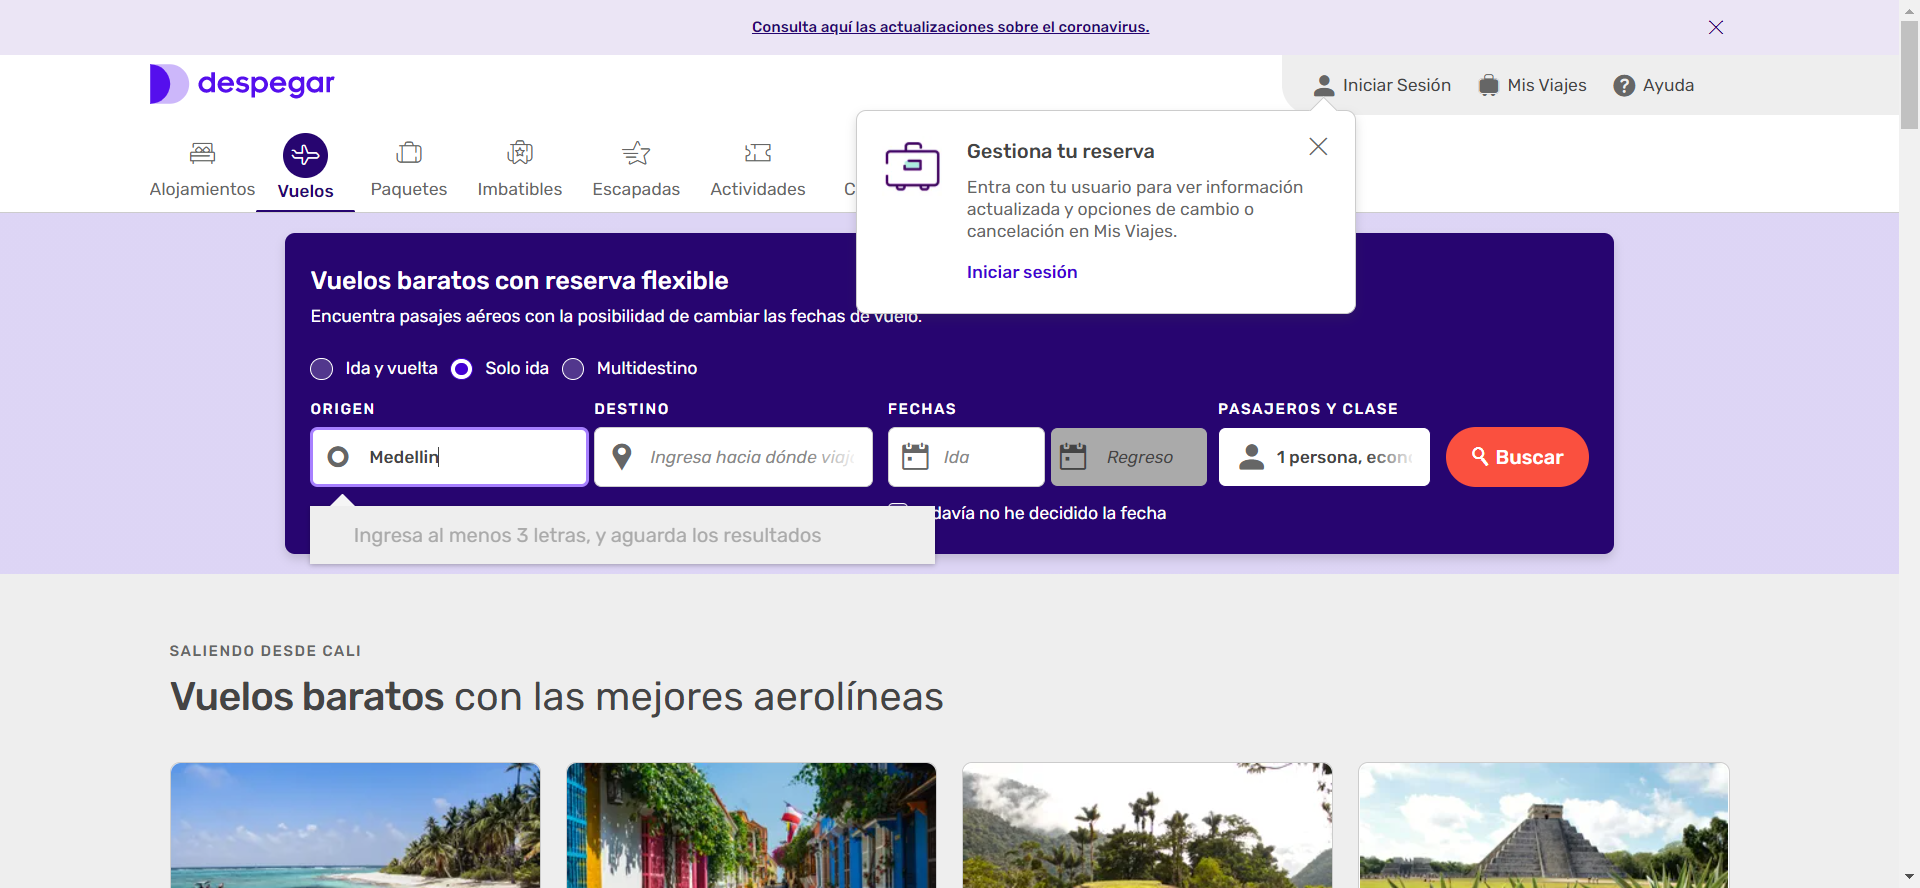 Consulta aquí las actualizaciones sobre el coronavirus.
despegar
Iniciar Sesión
Mis Viajes
Ayuda
Alojamientos
Vuelos
Paquetes
Imbatibles
Escapadas
Actividades
C
Gestiona tu reserva
Entra con tu usuario para ver información
actualizada y opciones de cambio o
cancelación en Mis Viajes.
Iniciar sesión
Vuelos baratos con reserva flexible
Encuentra pasajes aéreos con la posibilidad de cambiar las fechas de vuelo.
Ida y vuelta
Solo ida
Multidestino
ORIGEN
DESTINO
FECHAS
PASAJEROS Y CLASE
Medellin
Ingresa hacia dónde viaj
Ida
Regreso
1 persona, econ
Buscar
davía no he decidido la fecha
Ingresa al menos 3 letras, y aguarda los resultados
SALIENDO DESDE CALI
Vuelos baratos con las mejores aerolíneas